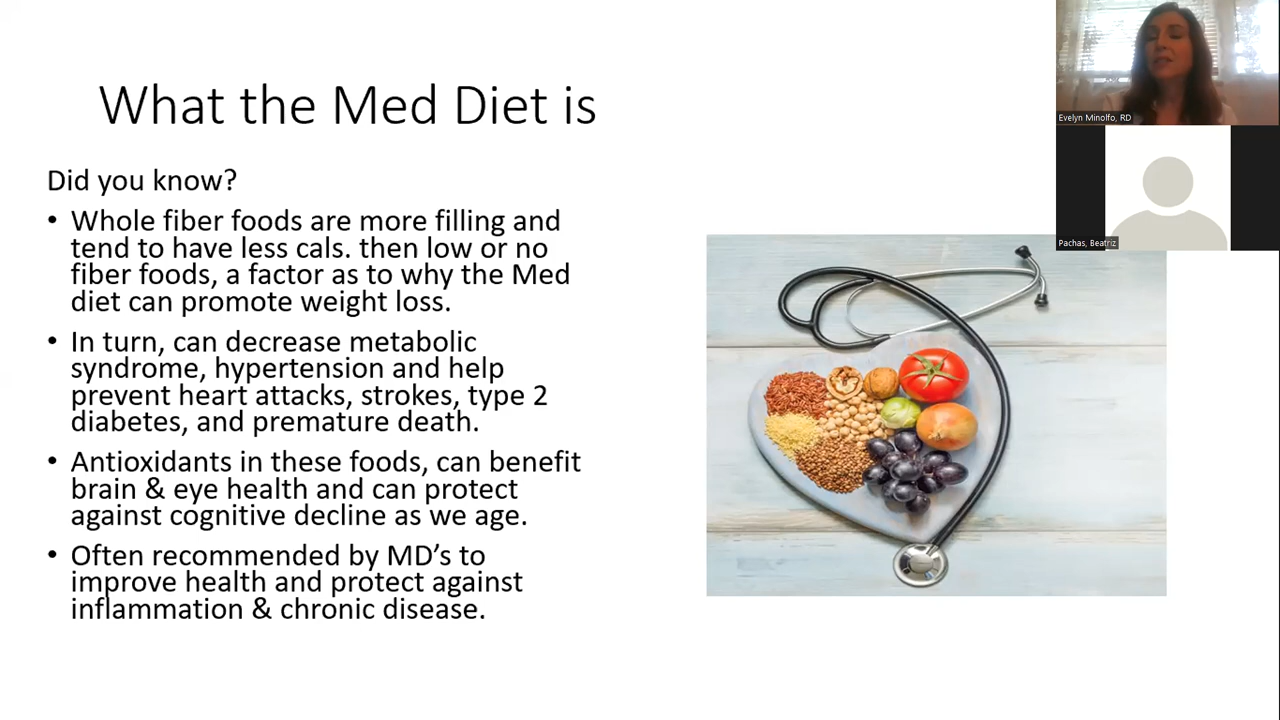 What the Med Diet is
Did you know?
• Whole fiber foods are more filling and
tend to have less cals. then low or no
fiber foods, a factor as to why the Med
diet can promote weight loss.
• In turn, can decrease metabolic
syndrome, hypertension and help
prevent heart attacks, strokes, type 2
diabetes, and premature death.
• Antioxidants in these foods, can benefit
brain & eye health and can protect
against cognitive decline as we age.
• Often recommended by MD’s to
improve health and protect against
inflammation & chronic disease.
Evelyn Minolfo, RD
Pachas, Beatriz